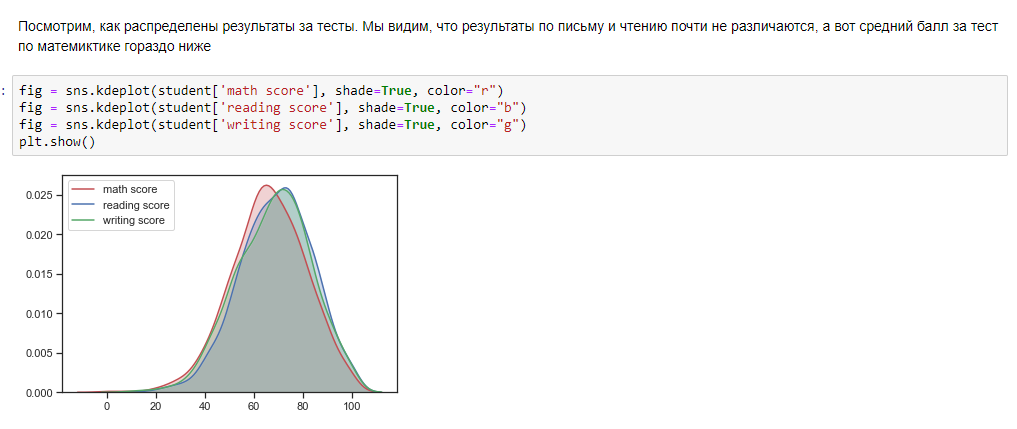 Посмотрим, как распределены результаты за тесты. Мы видим, что результаты по письму и чтению почти не различаются, а вот средний балл за тест
по матемиктике гораздо ниже
: fig = sns.kdeplot(student['math score'], shade=True, color="r")
fig = sns.kdeplot(student['reading score'], shade=True, color="b")
fig = sns.kdeplot(student['writing score'], shade=True, color="g")
plt.show()
math score
reading score
writing score
0.025
0.020
0.015
0.010
0.005
0.000
0 20 40 60 80 100